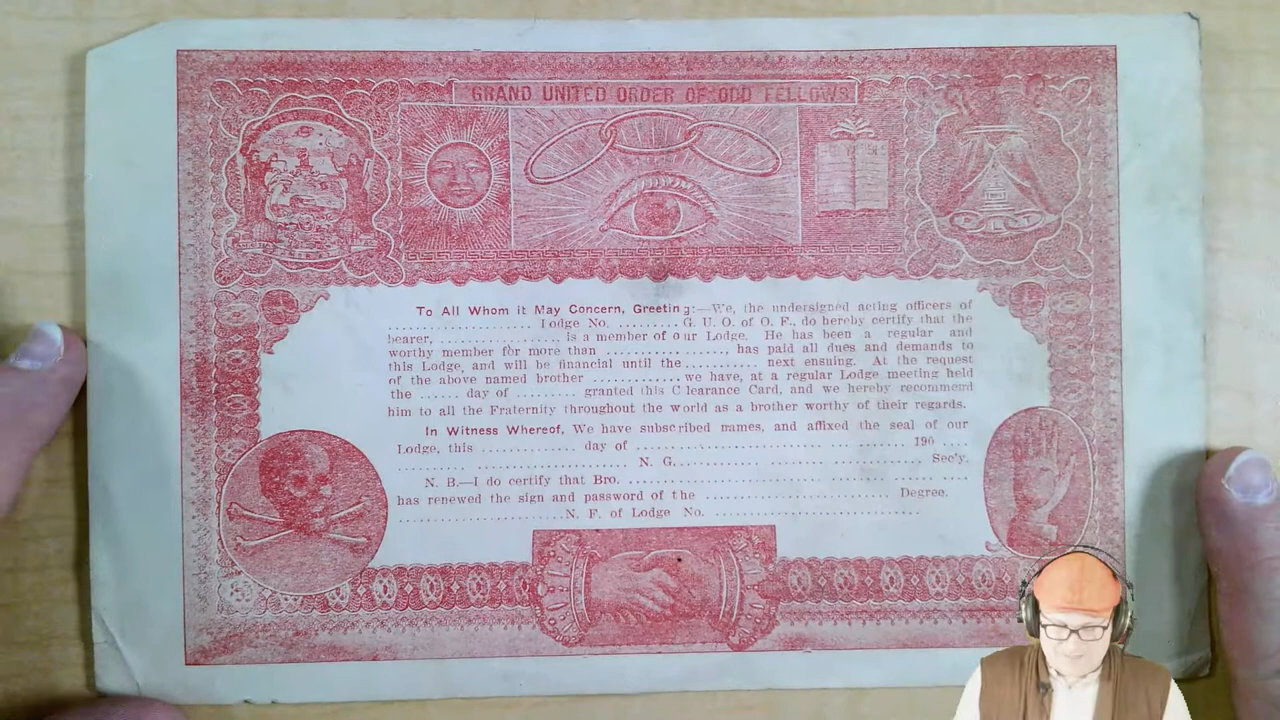 GRAND UNITED ORDER OF ODD FELLOWS
To All Whom it May Concern, Greeting:—We, the undersigned acting officers of
.................... Lodge No. ......... G. U. O. of O. F., do hereby certify that the
bearer, .................. is a member of our Lodge. He has been a regular and
worthy member for more than .................., has paid all dues and demands to
this Lodge, and will be financial until the ........... next ensuing. At the request
of the above named brother ............. we have, at a regular Lodge meeting held
the ...... day of ......... granted this Clearance Card, and we hereby recommend
him to all the Fraternity throughout the world as a brother worthy of their regards.
In Witness Whereof, We have subscribed names, and affixed the seal of our
Lodge, this .............. day of ........................................ 190 ....
.................................. N. G. .................................. Sec'y.
N. B.—I do certify that Bro. ..................................................
has renewed the sign and password of the .............................. Degree.
.............................. N. F. of Lodge No. ..............................
F L T